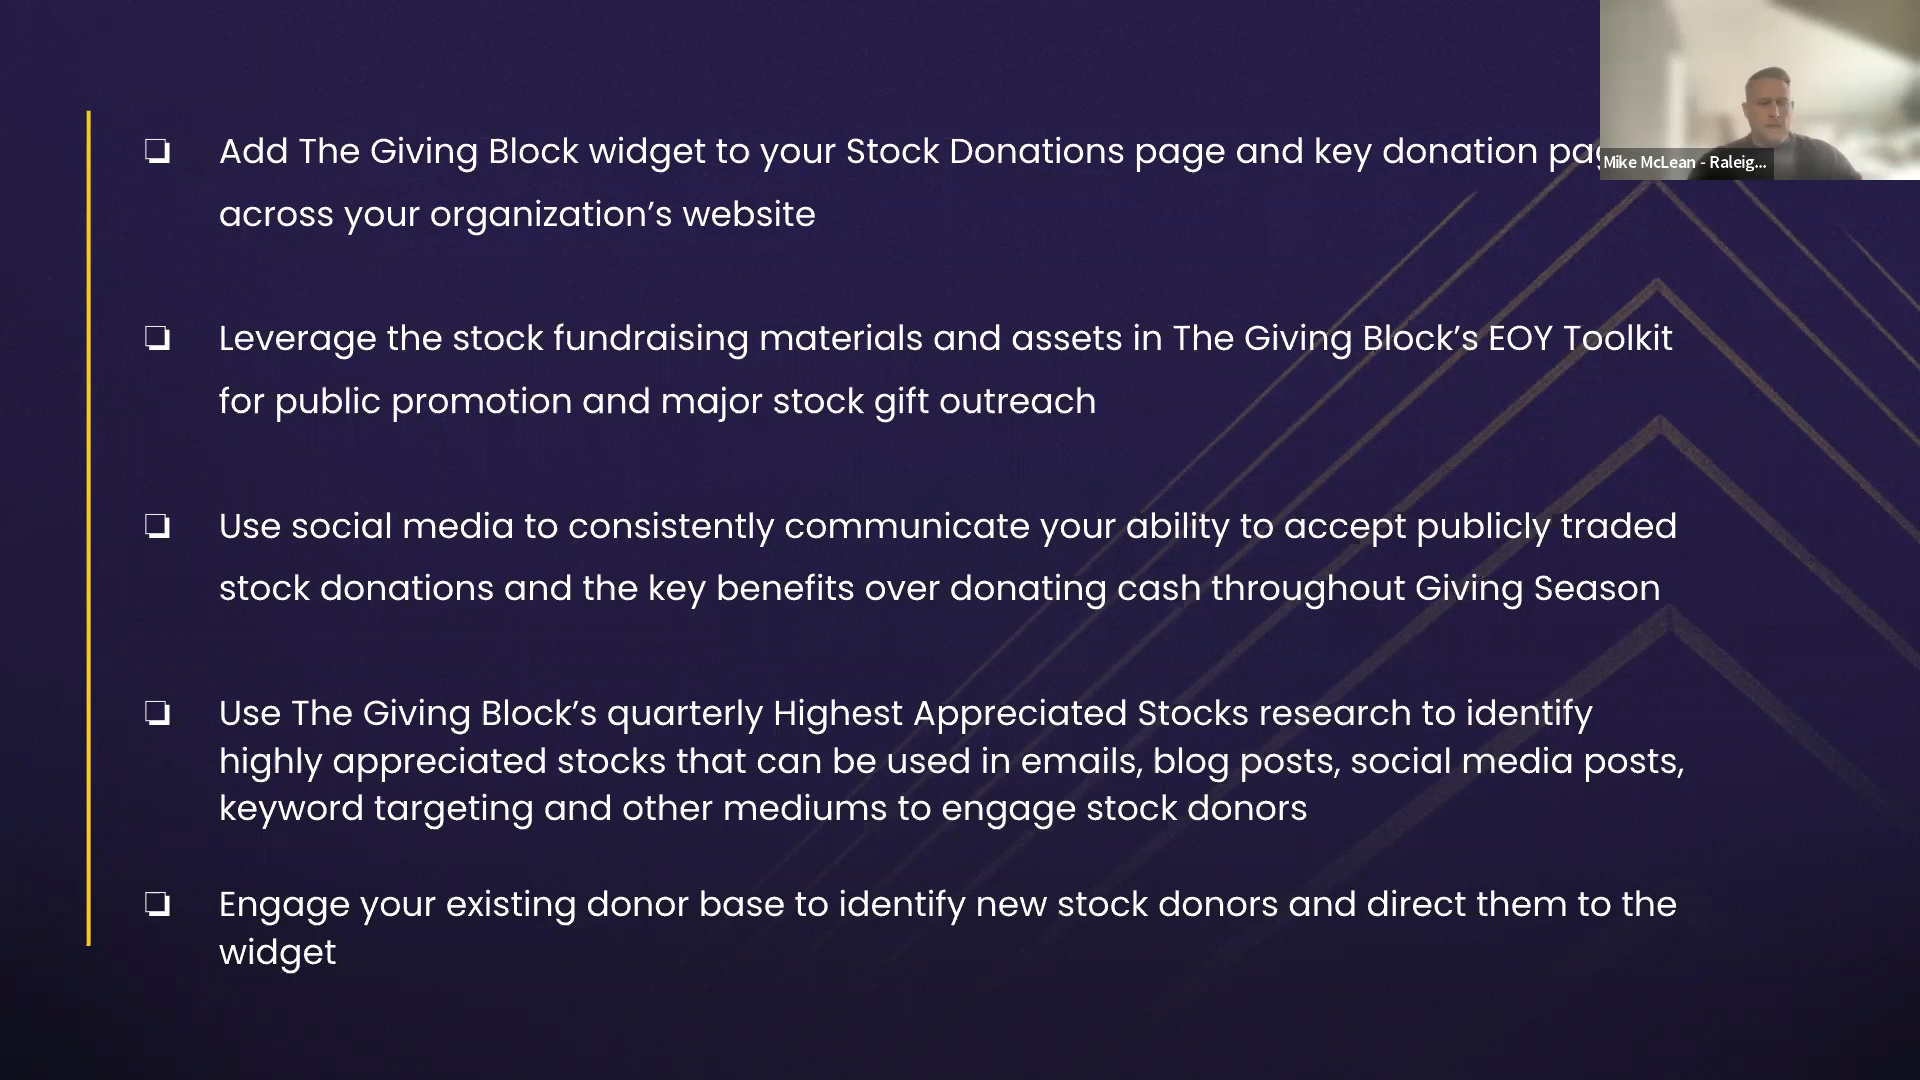 Add The Giving Block widget to your Stock Donations page and key donation
across your organization’s website
Leverage the stock fundraising materials and assets in The Giving Block’s EOY Toolkit
for public promotion and major stock gift outreach
Use social media to consistently communicate your ability to accept publicly traded
stock donations and the key benefits over donating cash throughout Giving Season
Use The Giving Block’s quarterly Highest Appreciated Stocks research to identify
highly appreciated stocks that can be used in emails, blog posts, social media posts,
keyword targeting and other mediums to engage stock donors
Engage your existing donor base to identify new stock donors and direct them to the
widget
Mike McLean - Raleig...